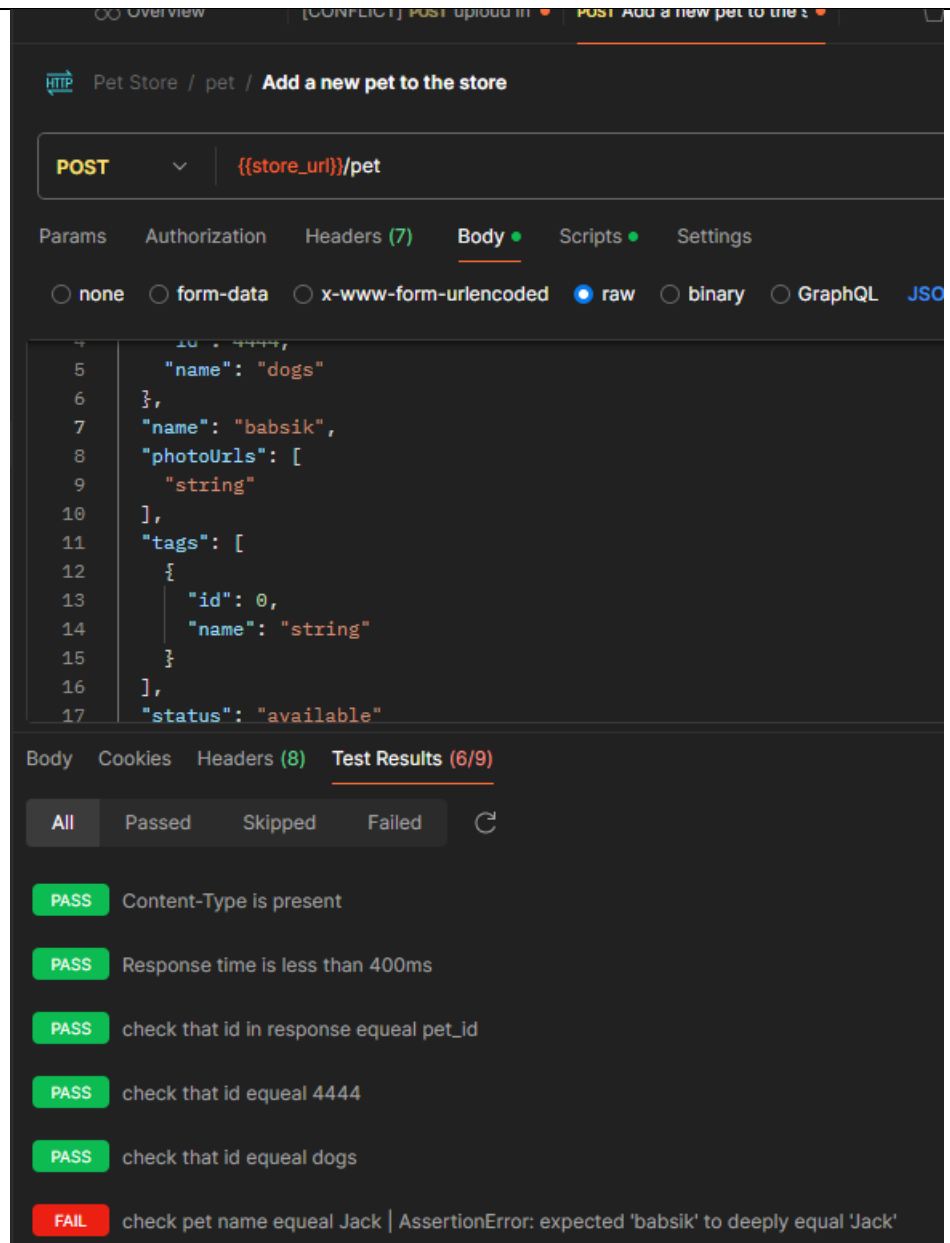 Overview [CONFLICT] POST uploud in POST Add a new pet to the s
HTTP Pet Store / pet / Add a new pet to the store
POST {{store_url}}/pet
Params Authorization Headers (7) Body Scripts Settings
none form-data x-www-form-urlencoded raw binary GraphQL JSO
4 "id": 4444,
5 "name": "dogs"
6 },
7 "name": "babsik",
8 "photoUrls": [
9 "string"
10 ],
11 "tags": [
12 {
13 "id": 0,
14 "name": "string"
15 }
16 ],
17 "status": "available"
Body Cookies Headers (8) Test Results (6/9)
All Passed Skipped Failed
PASS Content-Type is present
PASS Response time is less than 400ms
PASS check that id in response equeal pet_id
PASS check that id equeal 4444
PASS check that id equeal dogs
FAIL check pet name equeal Jack | AssertionError: expected 'babsik' to deeply equal 'Jack'